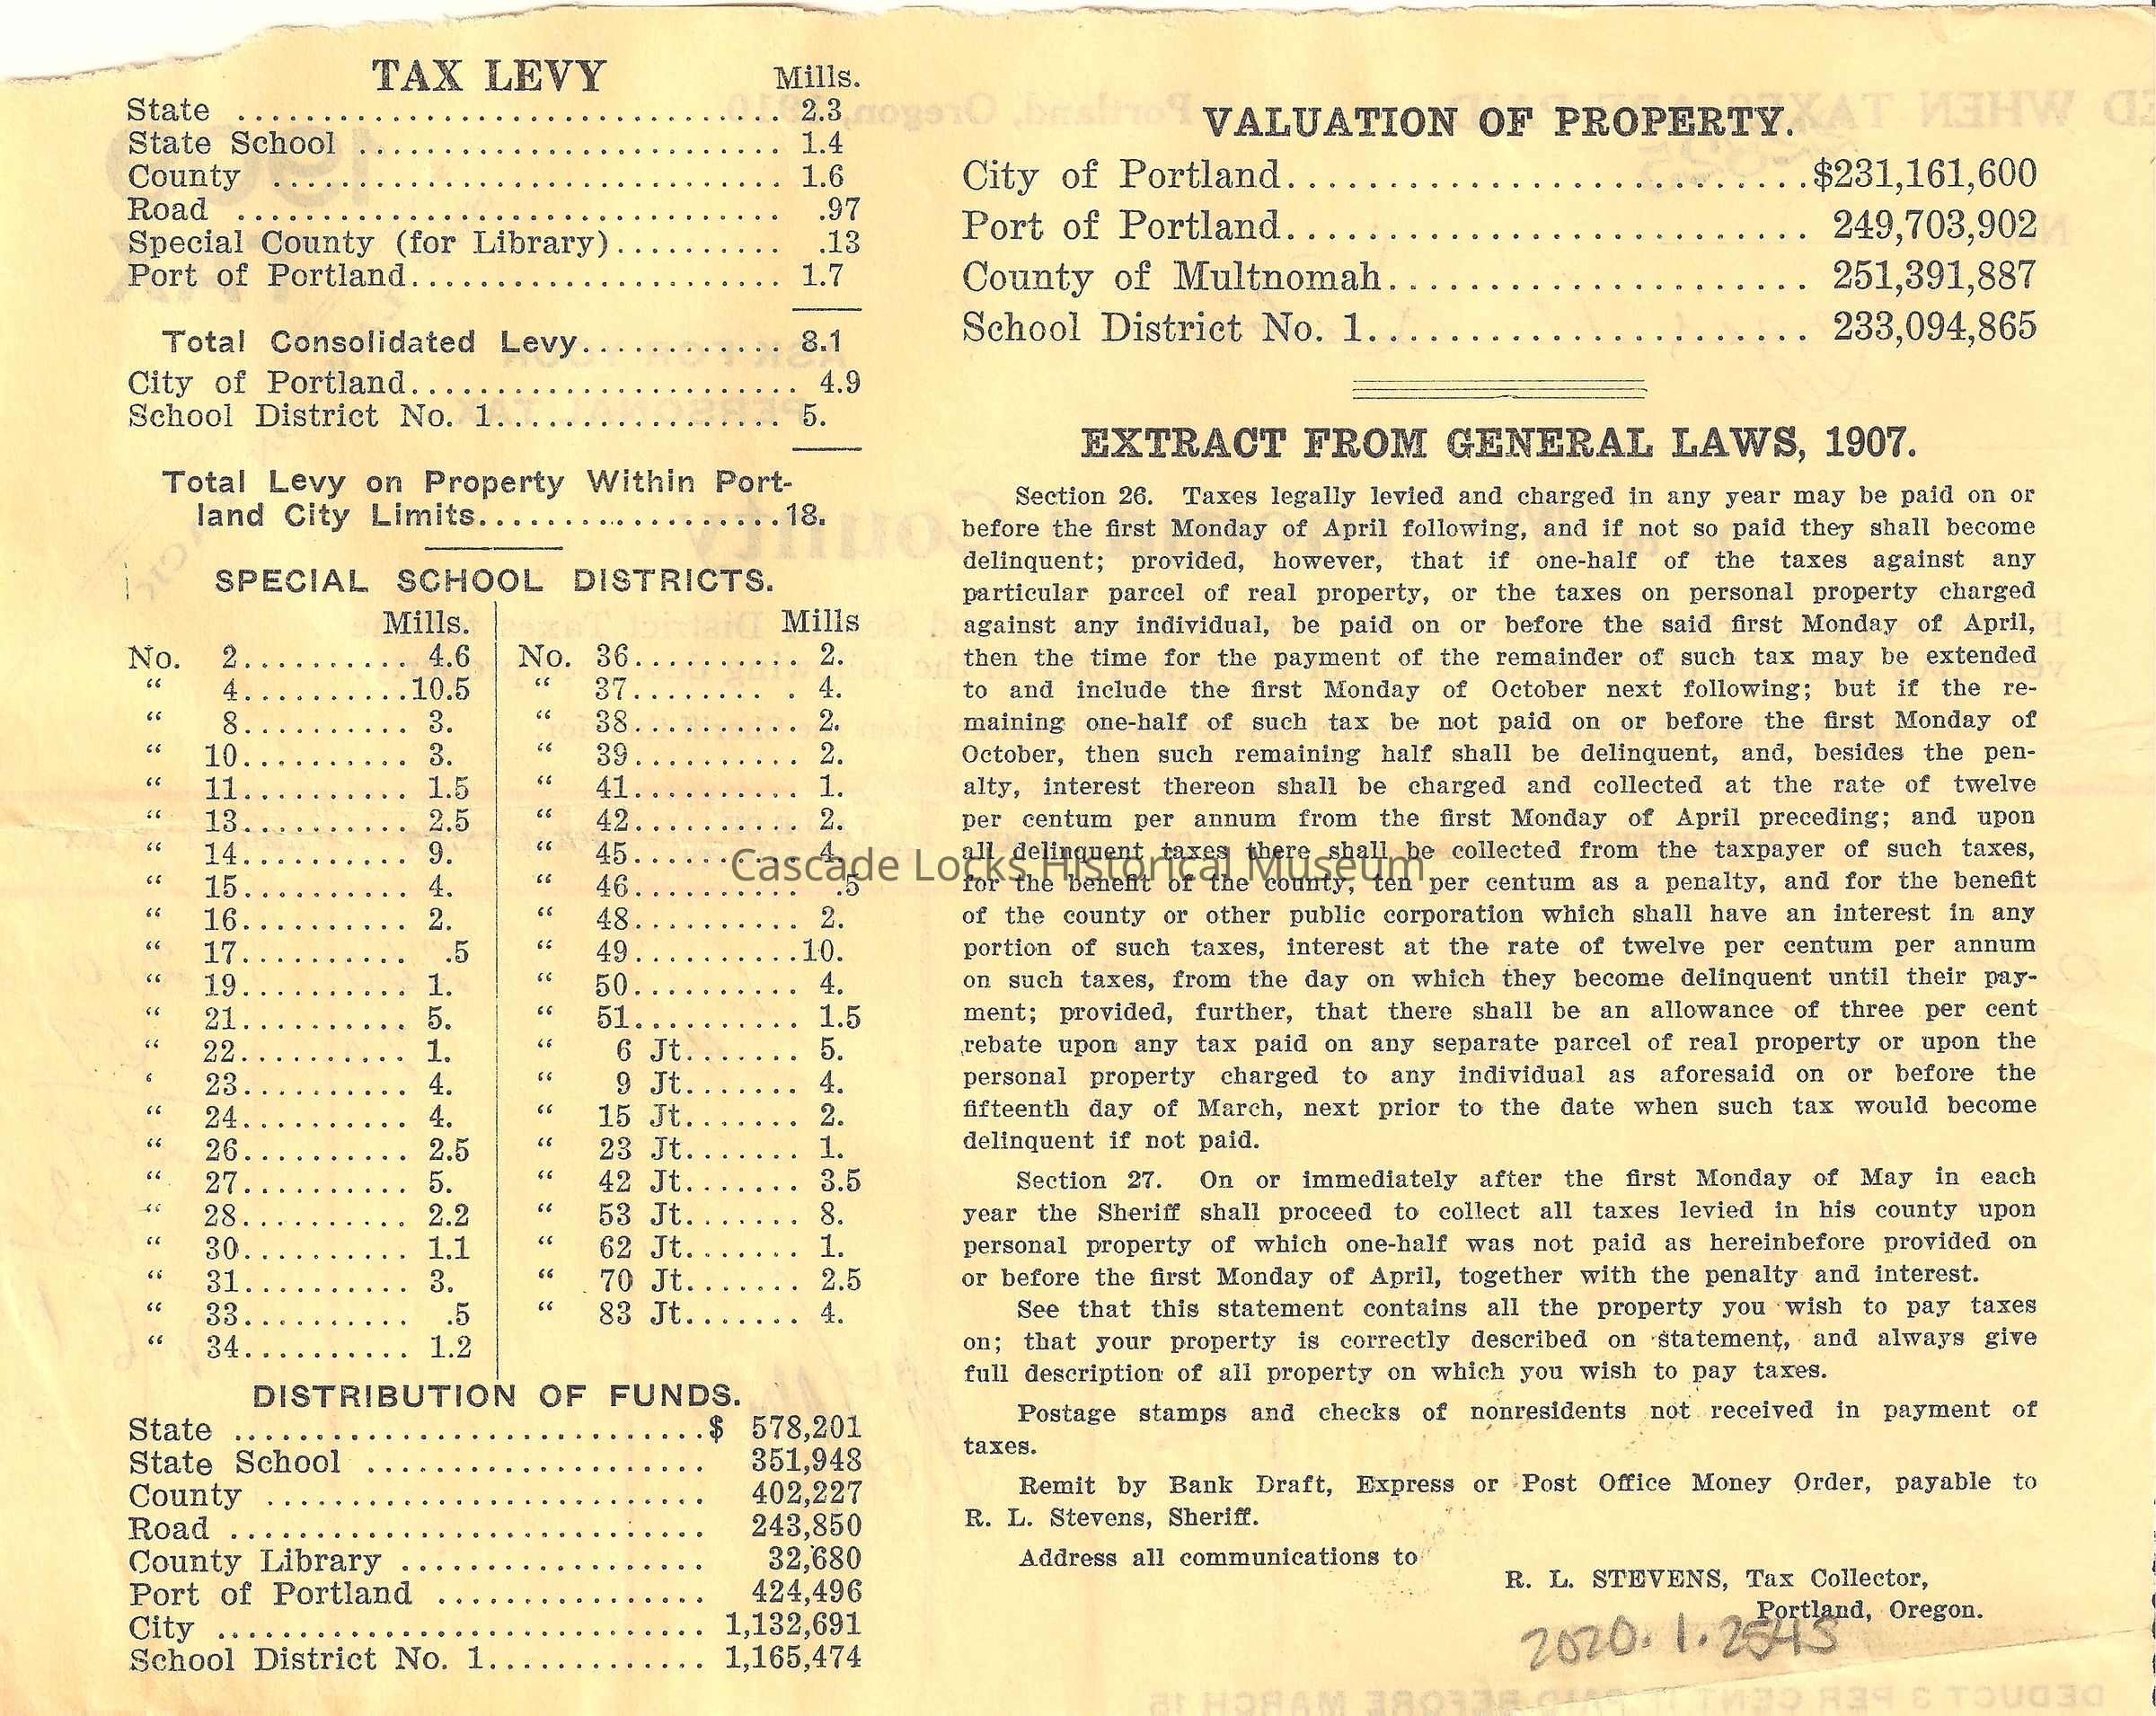 TAX LEVY Mills.
State .................................. 2.3
State School .......................... 1.4
County ................................ 1.6
Road .................................. .97
Special County (for Library).......... .13
Port of Portland....................... 1.7
Total Consolidated Levy............ 8.1
City of Portland........................ 4.9
School District No. 1.................. 5.
Total Levy on Property Within Port-
land City Limits...................18.
SPECIAL SCHOOL DISTRICTS.
Mills. Mills
No. 2.......... 4.6 No. 36.......... 2.
“ 4..........10.5 “ 37........ . 4.
“ 8.......... 3. “ 38.......... 2.
“ 10.......... 3. “ 39.......... 2.
“ 11.......... 1.5 “ 41.......... 1.
“ 13.......... 2.5 “ 42.......... 2.
“ 14.......... 9. “ 45.......... 4.
“ 15.......... 4. “ 46.......... .5
“ 16.......... 2. “ 48.......... 2.
“ 17.......... .5 “ 49..........10.
“ 19.......... 1. “ 50.......... 4.
“ 21.......... 5. “ 51.......... 1.5
“ 22.......... 1. “ 6 Jt....... 5.
‘ 23.......... 4. “ 9 Jt....... 4.
“ 24.......... 4. “ 15 Jt....... 2.
“ 26.......... 2.5 “ 23 Jt....... 1.
“ 27.......... 5. “ 42 Jt....... 3.5
“ 28.......... 2.2 “ 53 Jt....... 8.
“ 30.......... 1.1 “ 62 Jt....... 1.
“ 31.......... 3. “ 70 Jt....... 2.5
“ 33.......... .5 “ 83 Jt....... 4.
“ 34.......... 1.2
DISTRIBUTION OF FUNDS.
State .............................$ 578,201
State School ..................... 351,948
County ........................... 402,227
Road ............................. 243,850
County Library ................... 32,680
Port of Portland ................. 424,496
City .............................. 1,132,691
School District No. 1............. 1,165,474
VALUATION OF PROPERTY.
City of Portland..........................$231,161,600
Port of Portland.......................... 249,703,902
County of Multnomah..................... 251,391,887
School District No. 1...................... 233,094,865
EXTRACT FROM GENERAL LAWS, 1907.
Section 26. Taxes legally levied and charged in any year may be paid on or
before the first Monday of April following, and if not so paid they shall become
delinquent; provided, however, that if one-half of the taxes against any
particular parcel of real property, or the taxes on personal property charged
against any individual, be paid on or before the said first Monday of April,
then the time for the payment of the remainder of such tax may be extended
to and include the first Monday of October next following; but if the re-
maining one-half of such tax be not paid on or before the first Monday of
October, then such remaining half shall be delinquent, and, besides the pen-
alty, interest thereon shall be charged and collected at the rate of twelve
per centum per annum from the first Monday of April preceding; and upon
all delinquent taxes there shall be collected from the taxpayer of such taxes,
for the benefit of the county, ten per centum as a penalty, and for the benefit
of the county or other public corporation which shall have an interest in any
portion of such taxes, interest at the rate of twelve per centum per annum
on such taxes, from the day on which they become delinquent until their pay-
ment; provided, further, that there shall be an allowance of three per cent
rebate upon any tax paid on any separate parcel of real property or upon the
personal property charged to any individual as aforesaid on or before the
fifteenth day of March, next prior to the date when such tax would become
delinquent if not paid.
Section 27. On or immediately after the first Monday of May in each
year the Sheriff shall proceed to collect all taxes levied in his county upon
personal property of which one-half was not paid as hereinbefore provided on
or before the first Monday of April, together with the penalty and interest.
See that this statement contains all the property you wish to pay taxes
on; that your property is correctly described on statement, and always give
full description of all property on which you wish to pay taxes.
Postage stamps and checks of nonresidents not received in payment of
taxes.
Remit by Bank Draft, Express or Post Office Money Order, payable to
R. L. Stevens, Sheriff.
Address all communications to
R. L. STEVENS, Tax Collector,
Portland, Oregon.
2020.1.2543
Cascade Locks Historical Museum